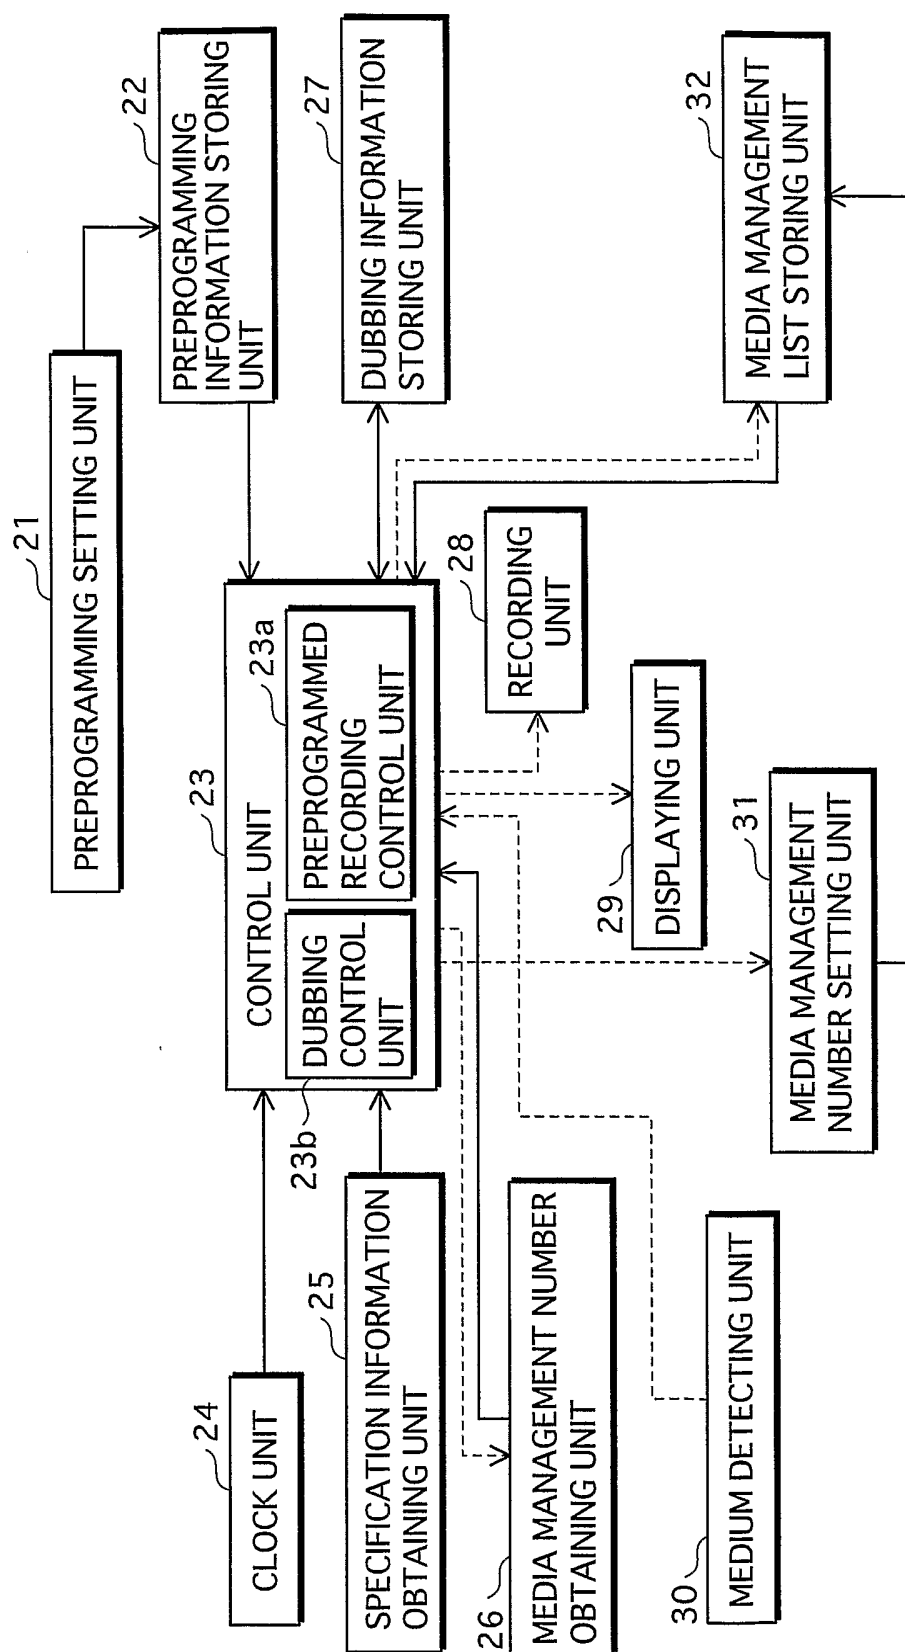 21
PREPROGRAMMING SETTING UNIT
22
PREPROGRAMMING
INFORMATION STORING
UNIT
23
CONTROL UNIT
23a
PREPROGRAMMED
RECORDING
CONTROL UNIT
23b
DUBBING
CONTROL
UNIT
24
CLOCK UNIT
25
SPECIFICATION INFORMATION
OBTAINING UNIT
26
MEDIA MANAGEMENT NUMBER
OBTAINING UNIT
27
DUBBING INFORMATION
STORING UNIT
28
RECORDING
UNIT
29
DISPLAYING UNIT
30
MEDIUM DETECTING UNIT
31
MEDIA MANAGEMENT
NUMBER SETTING UNIT
32
MEDIA MANAGEMENT
LIST STORING UNIT